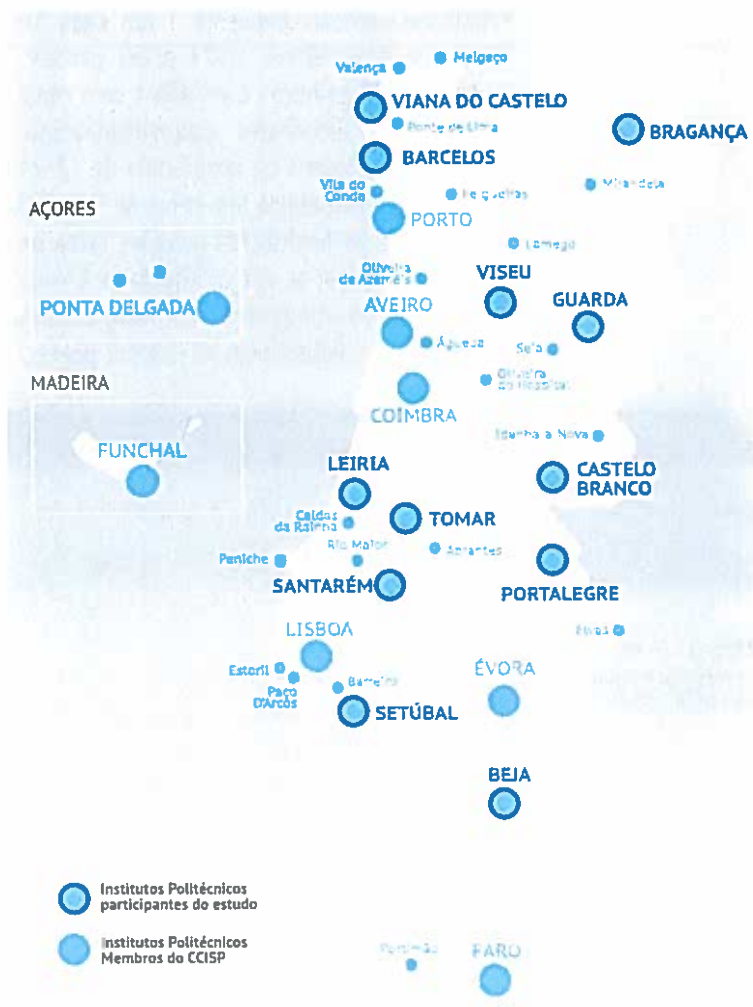 Melgaço
Valença
VIANA DO CASTELO
Ponte de Lima
BRAGANÇA
BARCELOS
Mirandela
Vila do
Conde
Felgueiras
PORTO
AÇORES
Lamego
Oliveira
de Azeméis
VISEU
PONTA DELGADA
AVEIRO
GUARDA
Águeda
Seia
MADEIRA
Oliveira
do Hospital
COIMBRA
Idanha a Nova
FUNCHAL
LEIRIA
CASTELO
BRANCO
TOMAR
Caldas
da Rainha
Rio Maior
Abrantes
Peniche
SANTARÉM
PORTALEGRE
LISBOA
Elvas
Estoril
ÉVORA
Barreiro
Paço
D'Arcos
SETÚBAL
BEJA
Institutos Politécnicos
participantes do estudo
Institutos Politécnicos
Membros do CCISP
Portimão
FARO